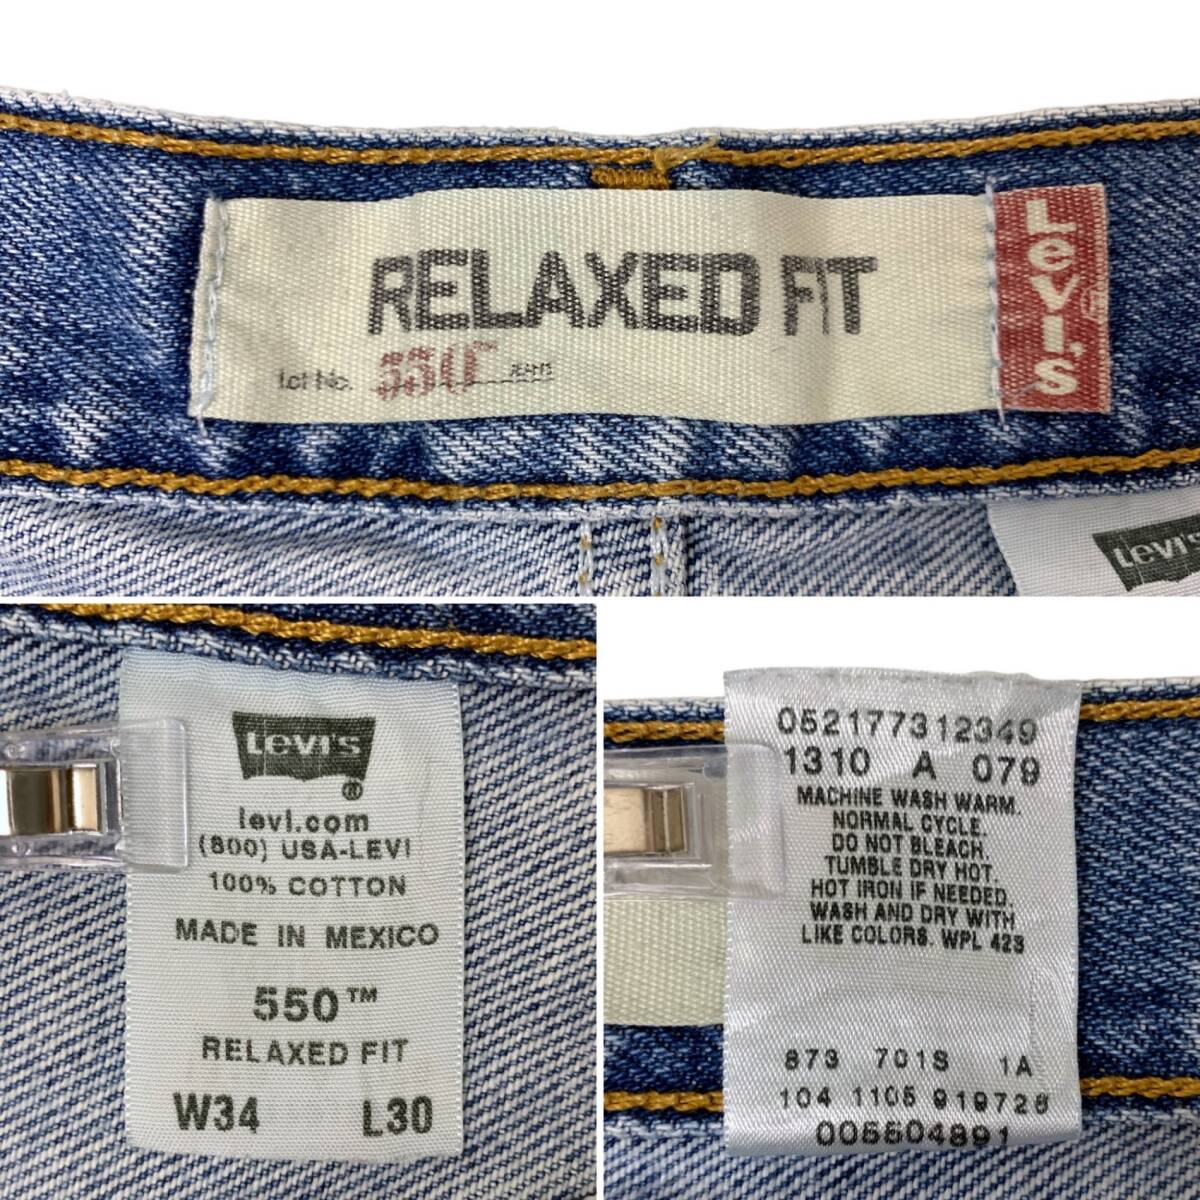 RELAXED FIT
Lot No. 550™ JEANS
Levi's®
Levi's
Levi's
®
levi.com
(800) USA-LEVI
100% COTTON
MADE IN MEXICO
550™
RELAXED FIT
W34 L30
052177312349
1310 A 079
MACHINE WASH WARM.
NORMAL CYCLE.
DO NOT BLEACH.
TUMBLE DRY HOT.
HOT IRON IF NEEDED.
WASH AND DRY WITH
LIKE COLORS. WPL 423
873 701S 1A
104 1105 919726
005504891